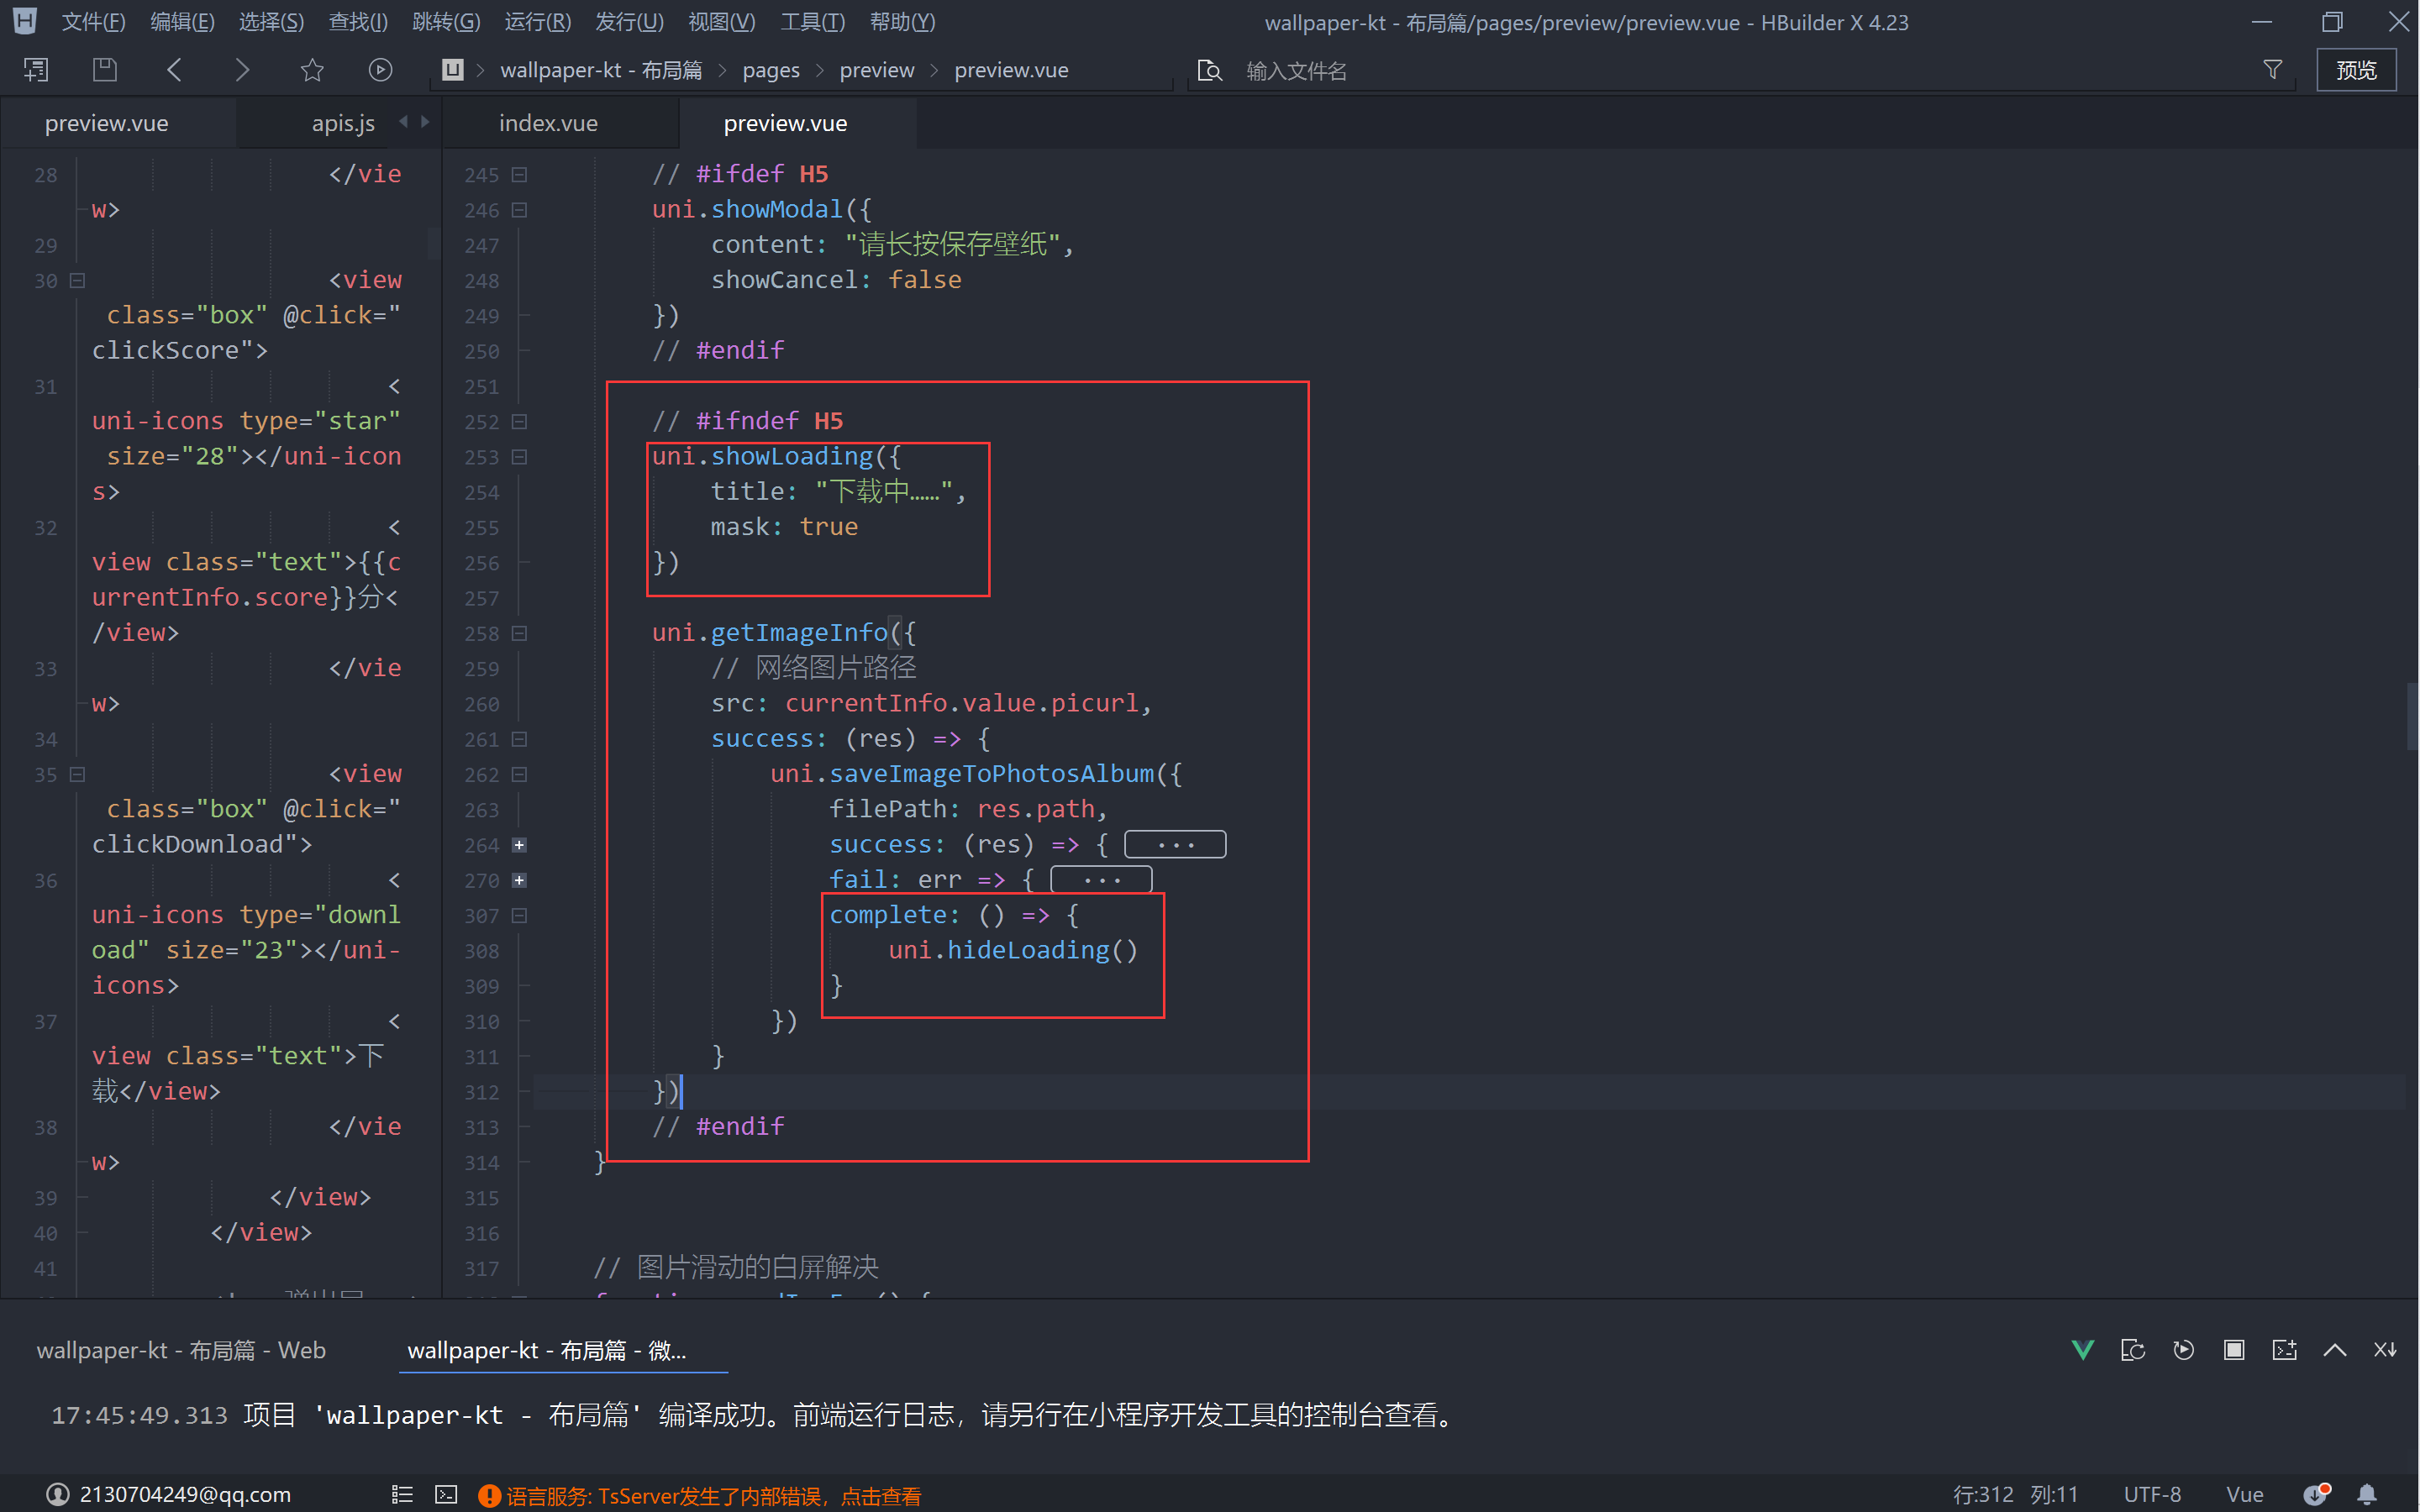 文件(F) 编辑(E) 选择(S) 查找(I) 跳转(G) 运行(R) 发行(U) 视图(V) 工具(T) 帮助(Y)
wallpaper-kt - 布局篇/pages/preview/preview.vue - HBuilder X 4.23
wallpaper-kt - 布局篇 > pages > preview > preview.vue
输入文件名
预览
preview.vue apis.js
28 </vie
w>
29
30 <view
class="box" @click="
clickScore">
31 <
uni-icons type="star"
size="28"></uni-icon
s>
32 <
view class="text">{{c
urrentInfo.score}}分<
/view>
33 </vie
w>
34
35 <view
class="box" @click="
clickDownload">
36 <
uni-icons type="downl
oad" size="23"></uni-
icons>
37 <
view class="text">下
载</view>
38 </vie
w>
39 </view>
40 </view>
41
index.vue preview.vue
245 // #ifdef H5
246 uni.showModal({
247 content: "请长按保存壁纸",
248 showCancel: false
249 })
250 // #endif
251
252 // #ifndef H5
253 uni.showLoading({
254 title: "下载中……",
255 mask: true
256 })
257
258 uni.getImageInfo({
259 // 网络图片路径
260 src: currentInfo.value.picurl,
261 success: (res) => {
262 uni.saveImageToPhotosAlbum({
263 filePath: res.path,
264 success: (res) => { ...
270 fail: err => { ...
307 complete: () => {
308 uni.hideLoading()
309 }
310 })
311 }
312 })
313 // #endif
314 }
315
316
317 // 图片滑动的白屏解决
wallpaper-kt - 布局篇 - Web wallpaper-kt - 布局篇 - 微...
17:45:49.313 项目 'wallpaper-kt - 布局篇' 编译成功。前端运行日志，请另行在小程序开发工具的控制台查看。
2130704249@qq.com 语言服务: TsServer发生了内部错误，点击查看 行:312 列:11 UTF-8 Vue